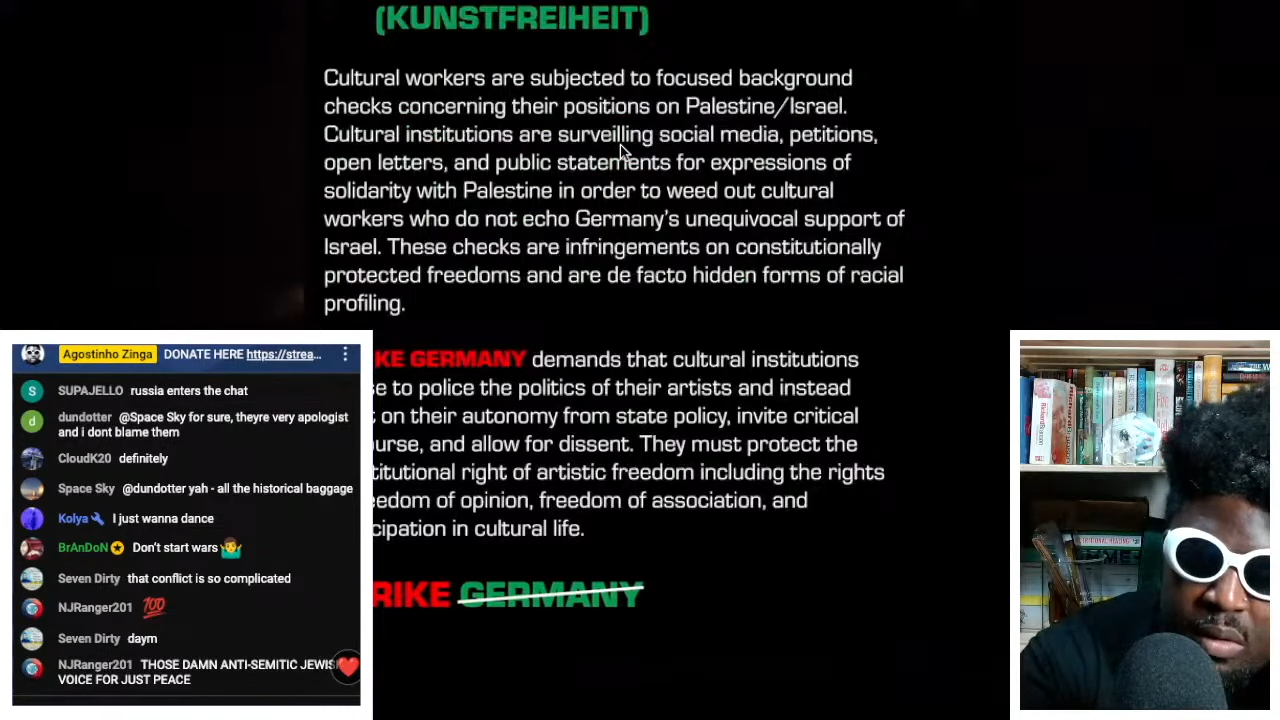 (KUNSTFREIHEIT)
Cultural workers are subjected to focused background
checks concerning their positions on Palestine/Israel.
Cultural institutions are surveilling social media, petitions,
open letters, and public statements for expressions of
solidarity with Palestine in order to weed out cultural
workers who do not echo Germany's unequivocal support of
Israel. These checks are infringements on constitutionally
protected freedoms and are de facto hidden forms of racial
profiling.
KE GERMANY demands that cultural institutions
se to police the politics of their artists and instead
on their autonomy from state policy, invite critical
ourse, and allow for dissent. They must protect the
titutional right of artistic freedom including the rights
edom of opinion, freedom of association, and
cipation in cultural life.
RIKE GERMANY
Agostinho Zinga DONATE HERE https://strea...
S SUPAJELLO russia enters the chat
d dundotter @Space Sky for sure, theyre very apologist
and i dont blame them
CloudK20 definitely
Space Sky @dundotter yah - all the historical baggage
Kolya I just wanna dance
BrAnDoN Don't start wars
Seven Dirty that conflict is so complicated
NJRanger201 100
Seven Dirty daym
NJRanger201 THOSE DAMN ANTI-SEMITIC JEWIS
VOICE FOR JUST PEACE